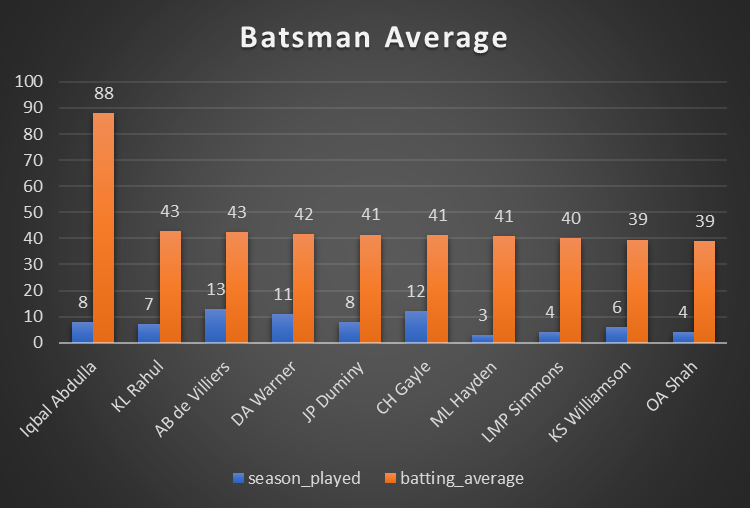 Batsman Average
100
90
80
70
60
50
40
30
20
10
0
8 88
7 43
13 43
11 42
8 41
12 41
3 41
4 40
6 39
4 39
Iqbal Abdulla
KL Rahul
AB de Villiers
DA Warner
JP Duminy
CH Gayle
ML Hayden
LMP Simmons
KS Williamson
OA Shah
season_played batting_average